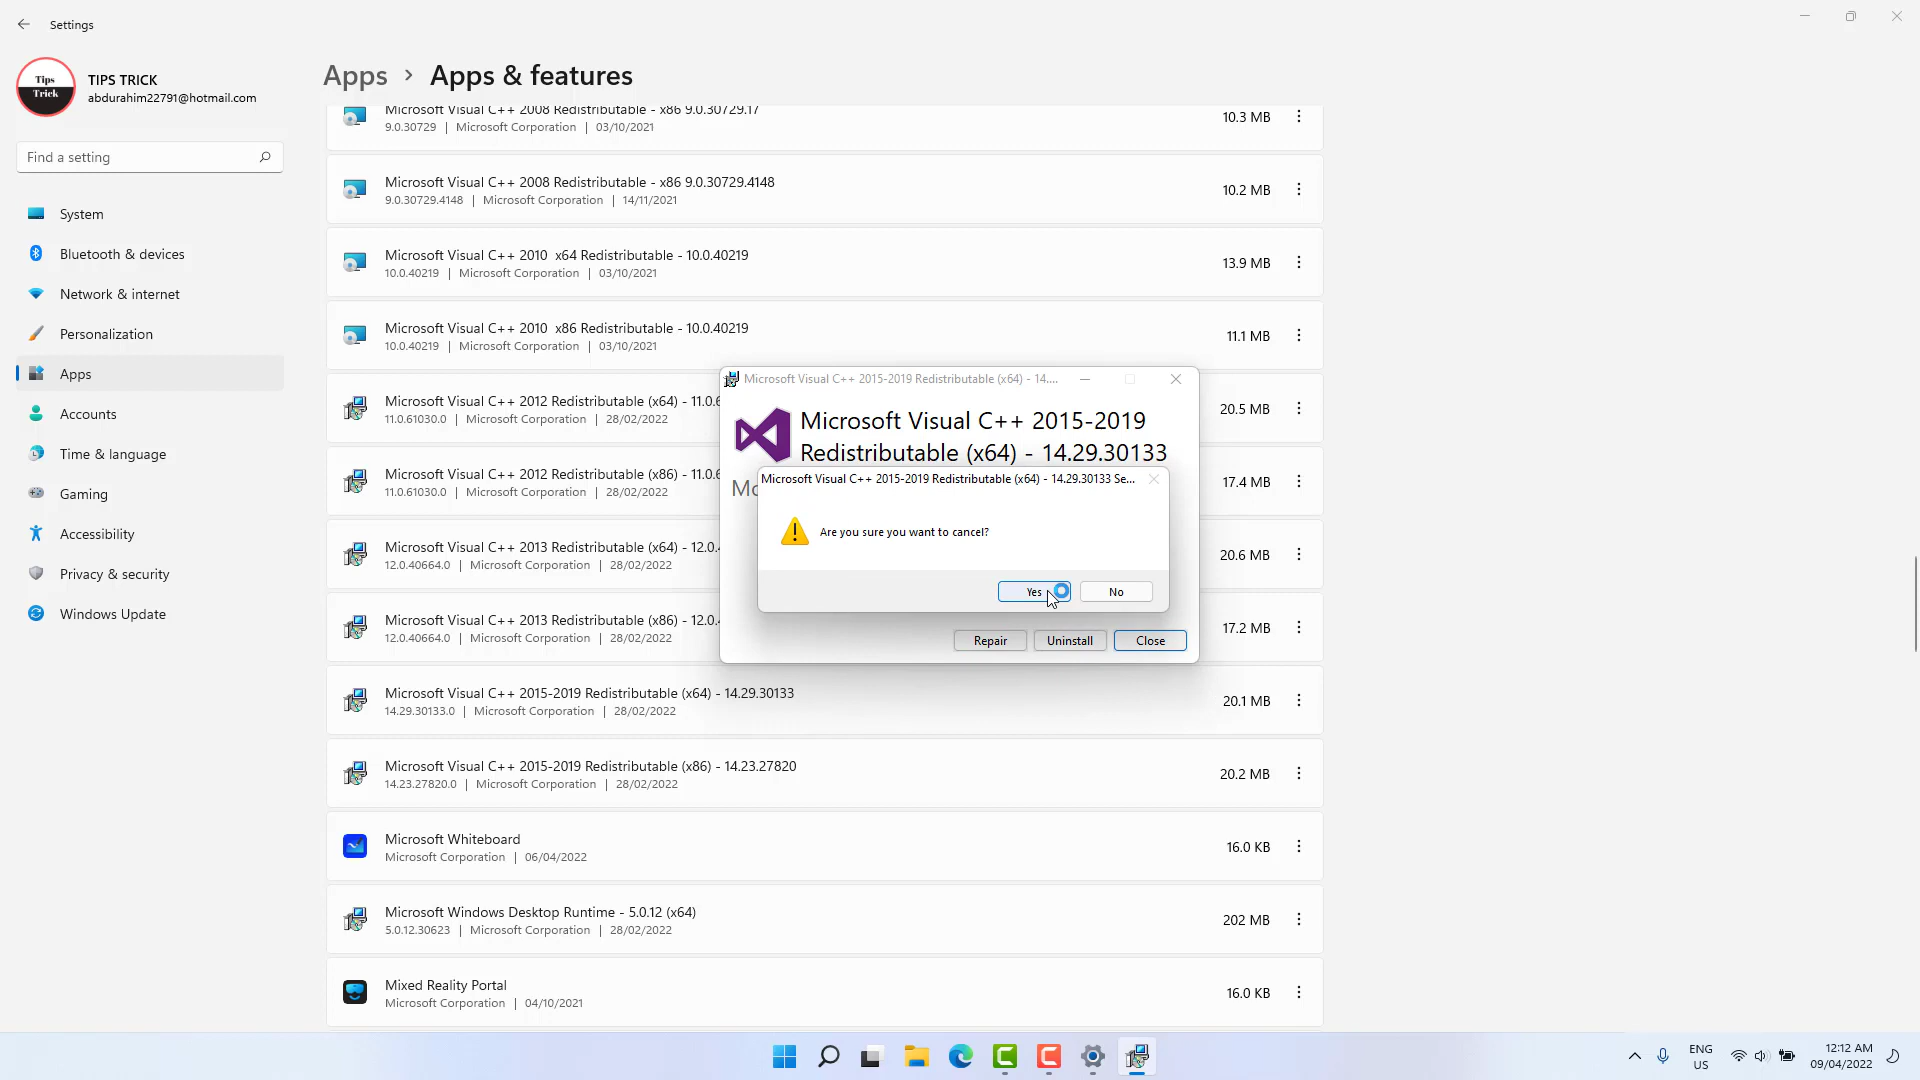 Settings
Tips
Trick
TIPS TRICK
abdurahim22791@hotmail.com
Find a setting
System
Bluetooth & devices
Network & internet
Personalization
Apps
Accounts
Time & language
Gaming
Accessibility
Privacy & security
Windows Update
Apps > Apps & features
Microsoft Visual C++ 2008 Redistributable - x86 9.0.30729.17
9.0.30729 | Microsoft Corporation | 03/10/2021
10.3 MB
Microsoft Visual C++ 2008 Redistributable - x86 9.0.30729.4148
9.0.30729.4148 | Microsoft Corporation | 14/11/2021
10.2 MB
Microsoft Visual C++ 2010 x64 Redistributable - 10.0.40219
10.0.40219 | Microsoft Corporation | 03/10/2021
13.9 MB
Microsoft Visual C++ 2010 x86 Redistributable - 10.0.40219
10.0.40219 | Microsoft Corporation | 03/10/2021
11.1 MB
Microsoft Visual C++ 2012 Redistributable (x64) - 11.0.6
11.0.61030.0 | Microsoft Corporation | 28/02/2022
20.5 MB
Microsoft Visual C++ 2012 Redistributable (x86) - 11.0.6
11.0.61030.0 | Microsoft Corporation | 28/02/2022
17.4 MB
Microsoft Visual C++ 2013 Redistributable (x64) - 12.0.4
12.0.40664.0 | Microsoft Corporation | 28/02/2022
20.6 MB
Microsoft Visual C++ 2013 Redistributable (x86) - 12.0.4
12.0.40664.0 | Microsoft Corporation | 28/02/2022
17.2 MB
Microsoft Visual C++ 2015-2019 Redistributable (x64) - 14.29.30133
14.29.30133.0 | Microsoft Corporation | 28/02/2022
20.1 MB
Microsoft Visual C++ 2015-2019 Redistributable (x86) - 14.23.27820
14.23.27820.0 | Microsoft Corporation | 28/02/2022
20.2 MB
Microsoft Whiteboard
Microsoft Corporation | 06/04/2022
16.0 KB
Microsoft Windows Desktop Runtime - 5.0.12 (x64)
5.0.12.30623 | Microsoft Corporation | 28/02/2022
202 MB
Mixed Reality Portal
Microsoft Corporation | 04/10/2021
16.0 KB
Microsoft Visual C++ 2015-2019 Redistributable (x64) - 14....
Microsoft Visual C++ 2015-2019
Redistributable (x64) - 14.29.30133
Mo
Microsoft Visual C++ 2015-2019 Redistributable (x64) - 14.29.30133 Se...
Are you sure you want to cancel?
Yes
No
Repair
Uninstall
Close
ENG
US
12:12 AM
09/04/2022